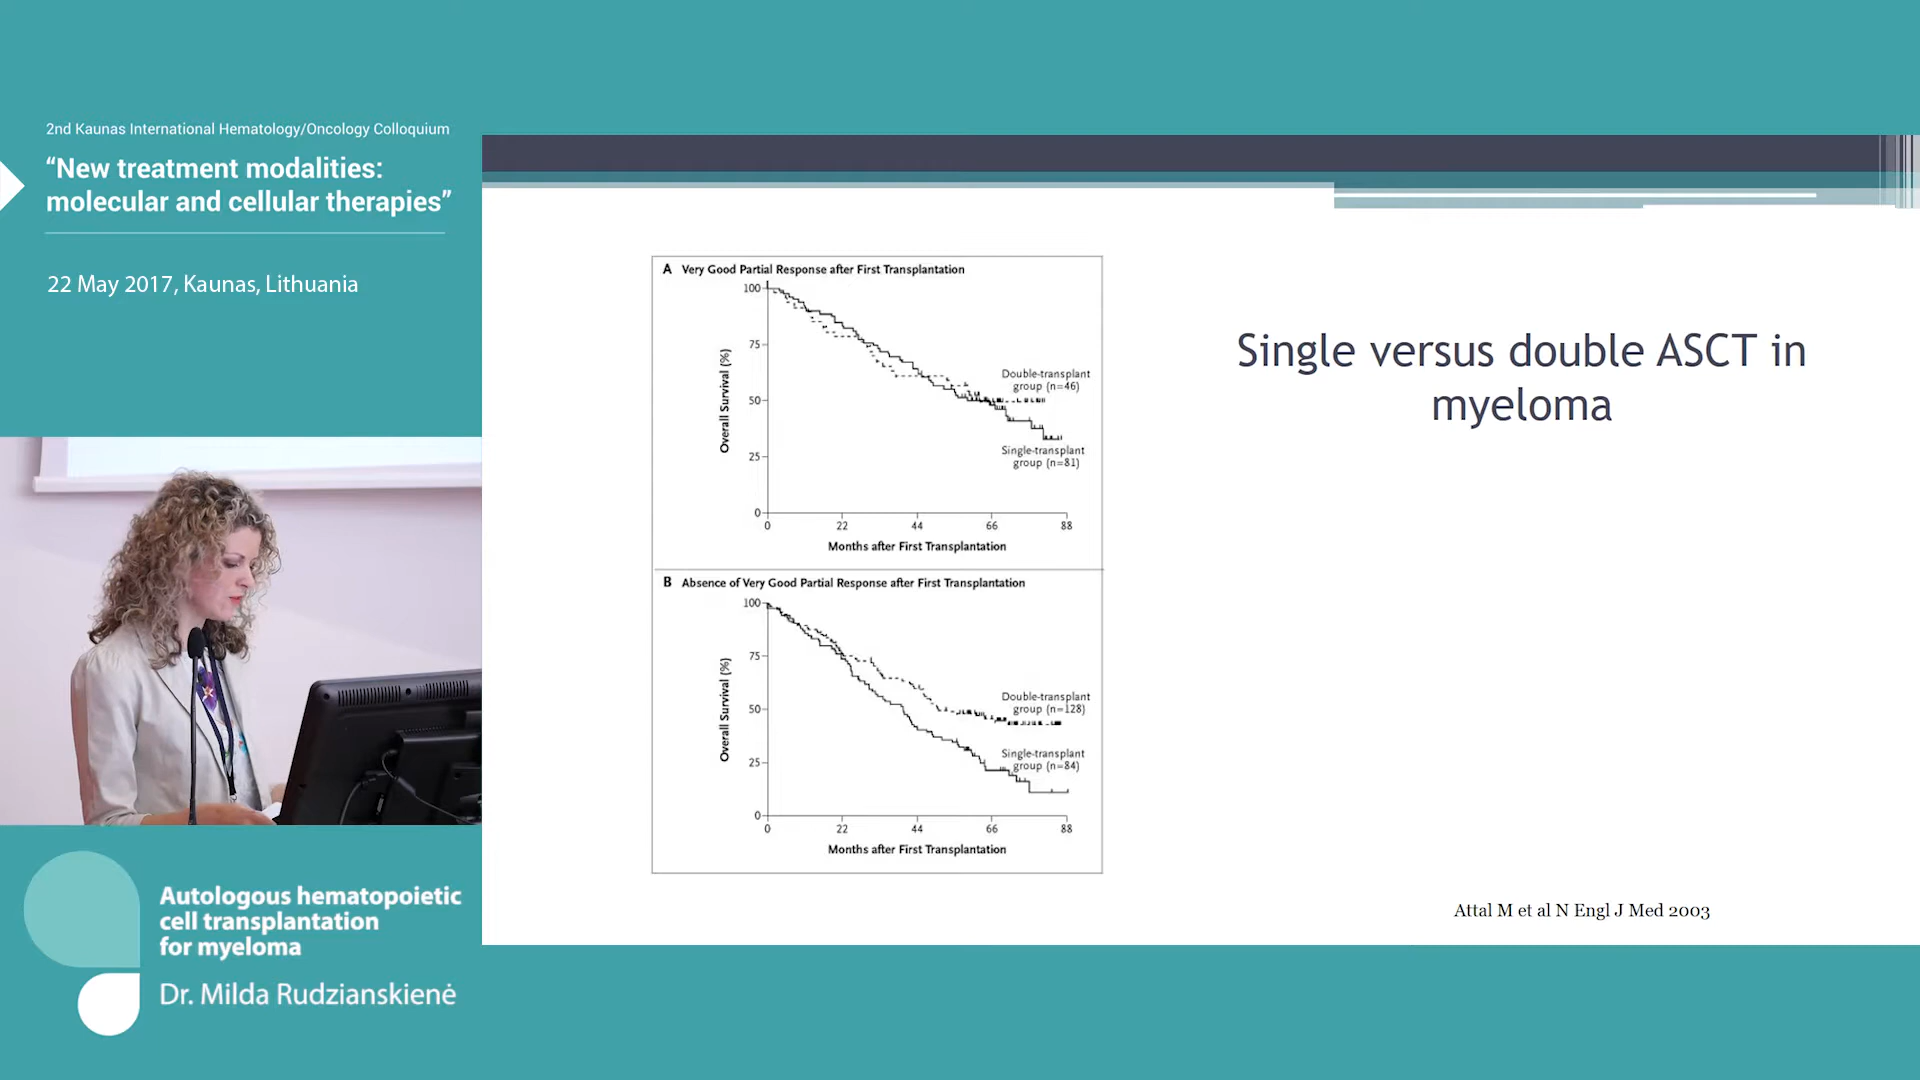 2nd Kaunas International Hematology/Oncology Colloquium
“New treatment modalities:
molecular and cellular therapies”
22 May 2017, Kaunas, Lithuania
A Very Good Partial Response after First Transplantation
100
75
50
25
0
Overall Survival (%)
Double-transplant
group (n=46)
Single-transplant
group (n=81)
0 22 44 66 88
Months after First Transplantation
B Absence of Very Good Partial Response after First Transplantation
100
75
50
25
0
Overall Survival (%)
Double-transplant
group (n=128)
Single-transplant
group (n=84)
0 22 44 66 88
Months after First Transplantation
Single versus double ASCT in
myeloma
Attal M et al N Engl J Med 2003
Autologous hematopoietic
cell transplantation
for myeloma
Dr. Milda Rudzianskienė